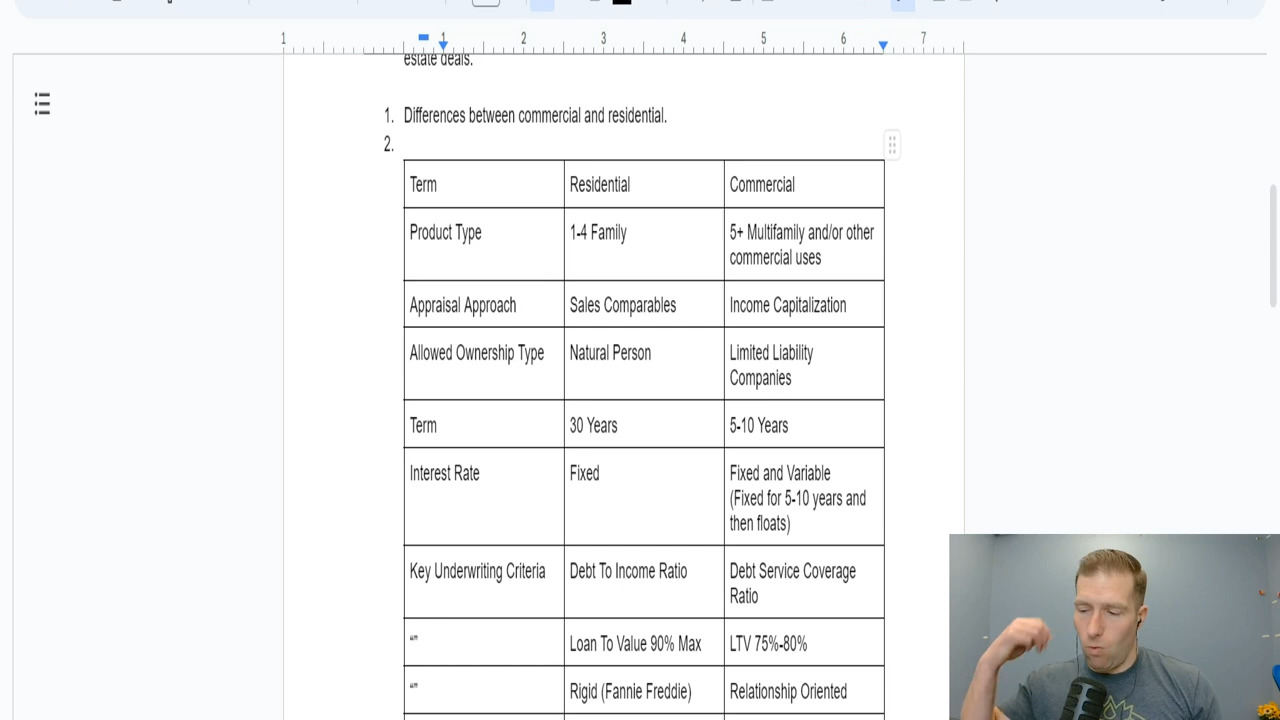 1 1 2 3 4 5 6 7
estate deals.
1. Differences between commercial and residential.
2.
Term Residential Commercial
Product Type 1-4 Family 5+ Multifamily and/or other
commercial uses
Appraisal Approach Sales Comparables Income Capitalization
Allowed Ownership Type Natural Person Limited Liability
Companies
Term 30 Years 5-10 Years
Interest Rate Fixed Fixed and Variable
(Fixed for 5-10 years and
then floats)
Key Underwriting Criteria Debt To Income Ratio Debt Service Coverage
Ratio
“” Loan To Value 90% Max LTV 75%-80%
“” Rigid (Fannie Freddie) Relationship Oriented